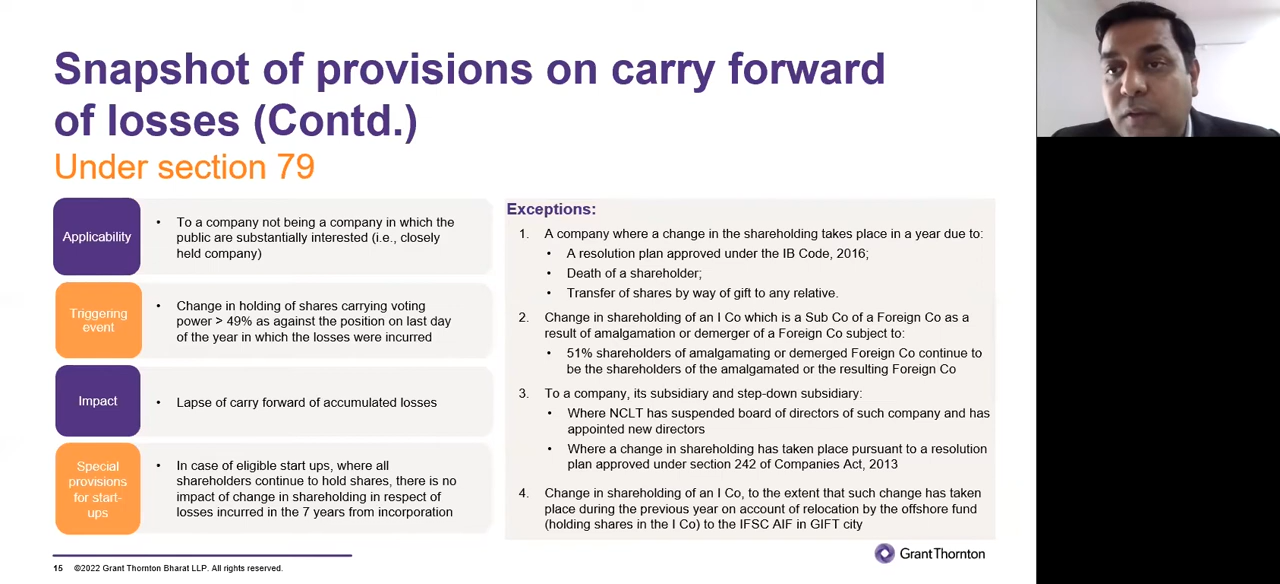 Snapshot of provisions on carry forward
of losses (Contd.)
Under section 79
Applicability
• To a company not being a company in which the
public are substantially interested (i.e., closely
held company)
Triggering
event
• Change in holding of shares carrying voting
power > 49% as against the position on last day
of the year in which the losses were incurred
Impact
• Lapse of carry forward of accumulated losses
Special
provisions
for start-
ups
• In case of eligible start ups, where all
shareholders continue to hold shares, there is no
impact of change in shareholding in respect of
losses incurred in the 7 years from incorporation
Exceptions:
1. A company where a change in the shareholding takes place in a year due to:
• A resolution plan approved under the IB Code, 2016;
• Death of a shareholder;
• Transfer of shares by way of gift to any relative.
2. Change in shareholding of an I Co which is a Sub Co of a Foreign Co as a
result of amalgamation or demerger of a Foreign Co subject to:
• 51% shareholders of amalgamating or demerged Foreign Co continue to
be the shareholders of the amalgamated or the resulting Foreign Co
3. To a company, its subsidiary and step-down subsidiary:
• Where NCLT has suspended board of directors of such company and has
appointed new directors
• Where a change in shareholding has taken place pursuant to a resolution
plan approved under section 242 of Companies Act, 2013
4. Change in shareholding of an I Co, to the extent that such change has taken
place during the previous year on account of relocation by the offshore fund
(holding shares in the I Co) to the IFSC AIF in GIFT city
15 ©2022 Grant Thornton Bharat LLP. All rights reserved.
GrantThornton